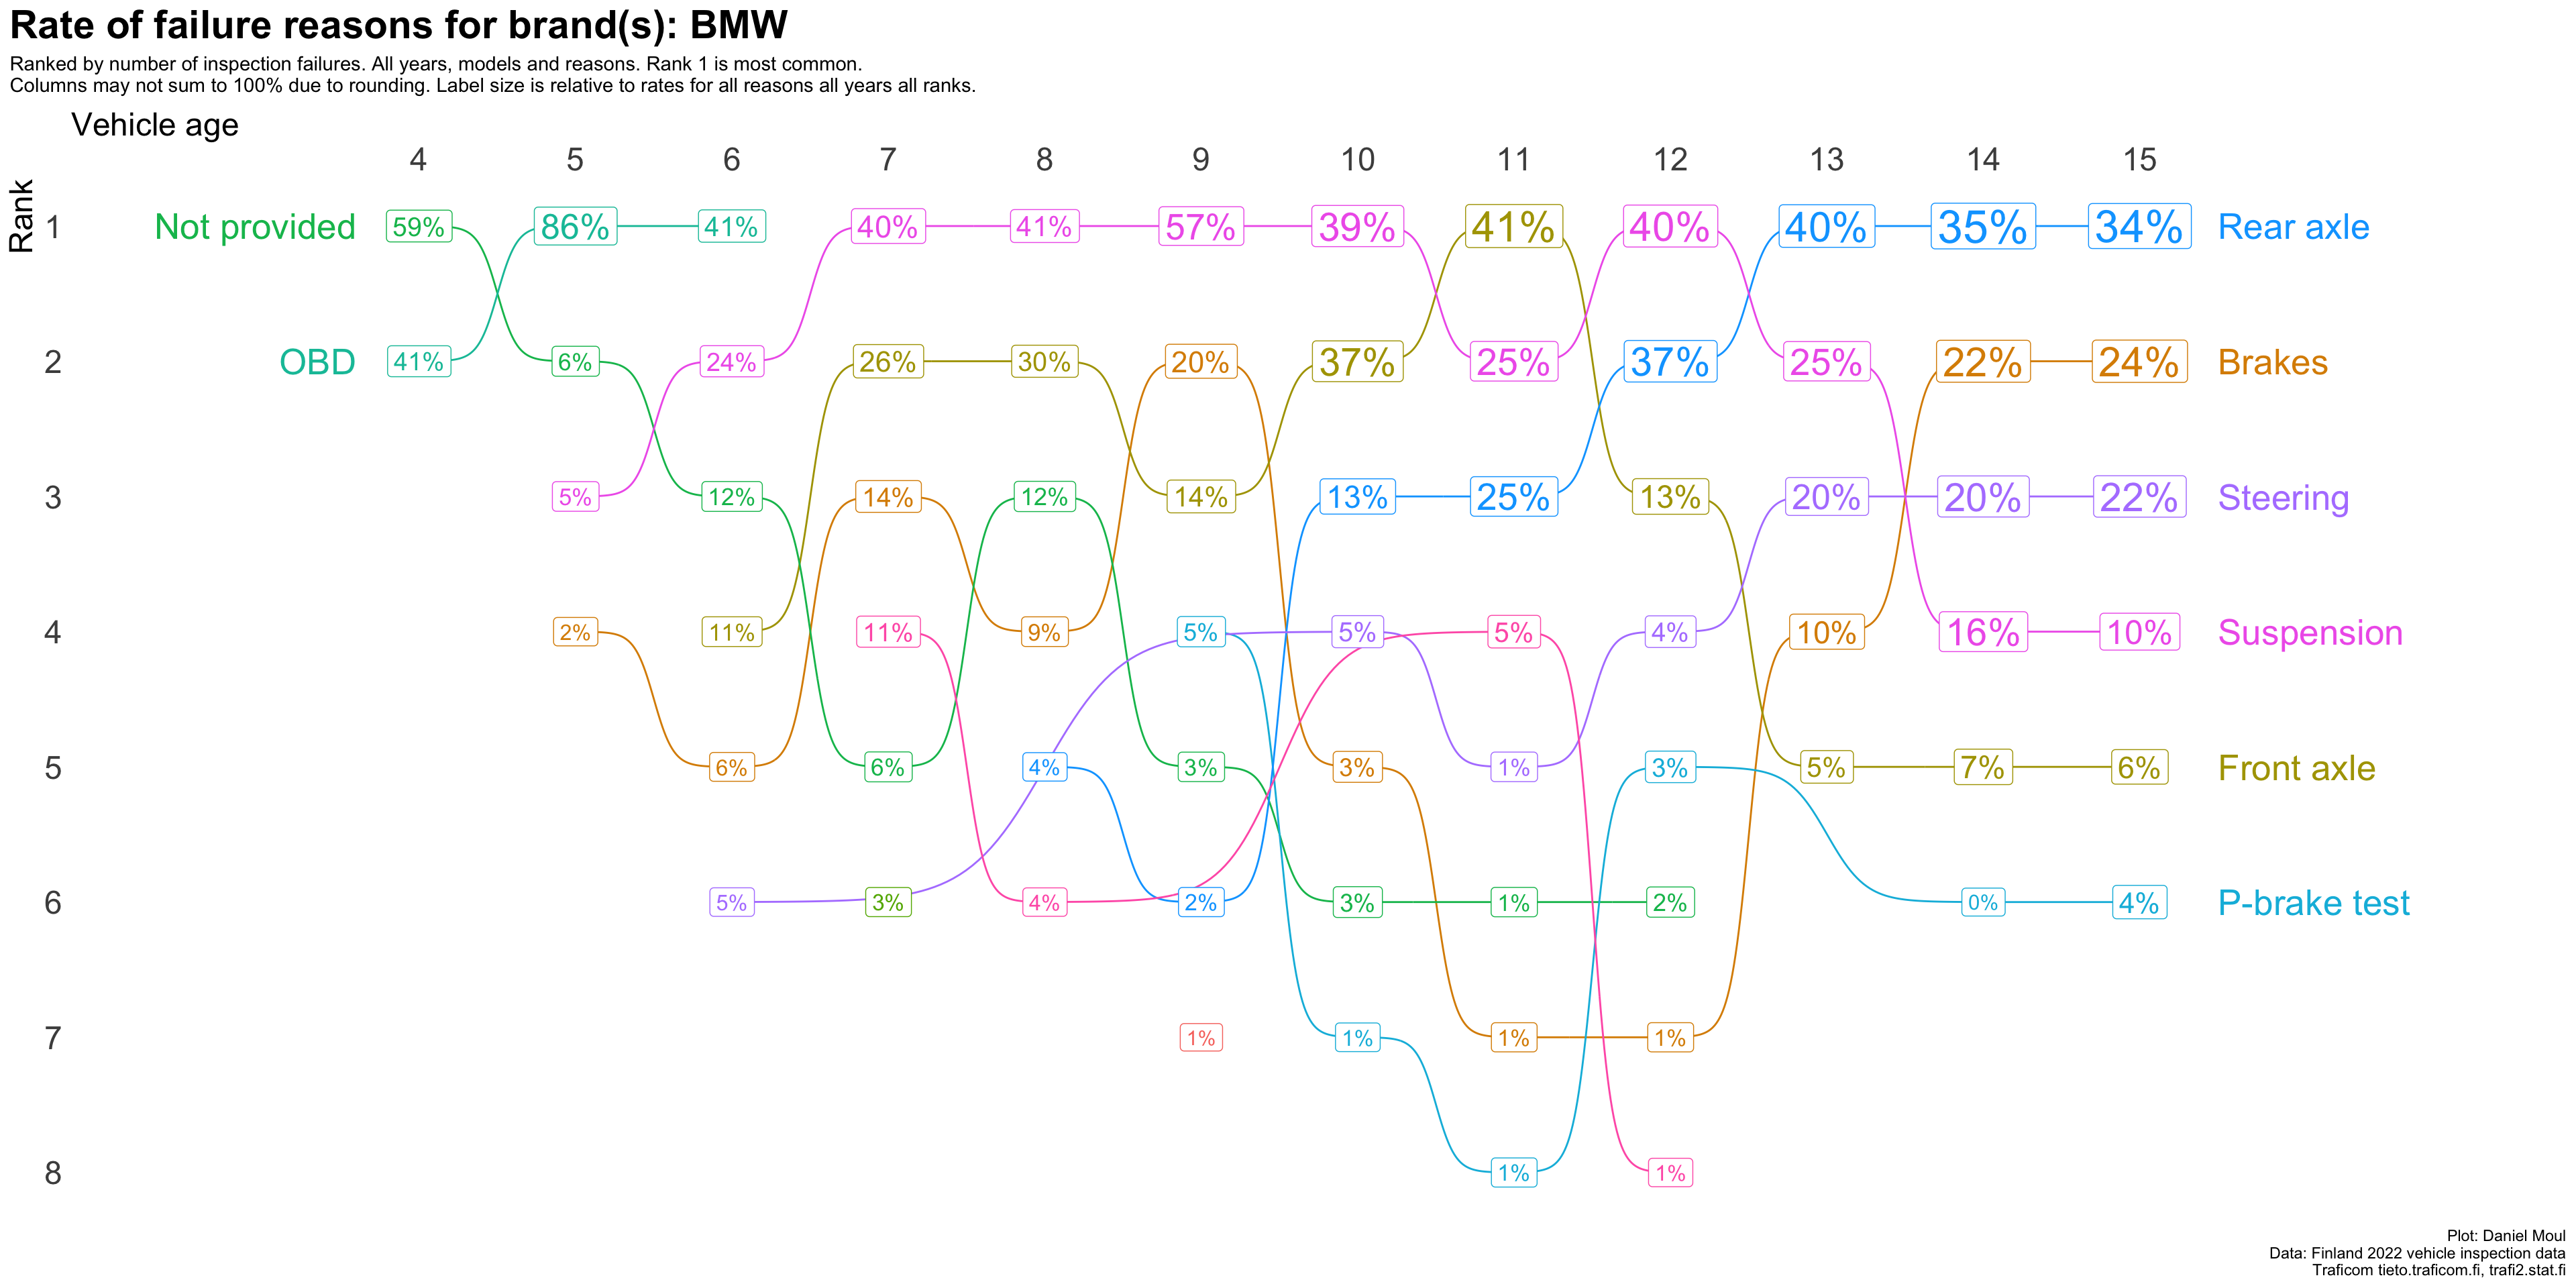 Rate of failure reasons for brand(s): BMW
Ranked by number of inspection failures. All years, models and reasons. Rank 1 is most common.
Columns may not sum to 100% due to rounding. Label size is relative to rates for all reasons all years all ranks.
Vehicle age
4 5 6 7 8 9 10 11 12 13 14 15
Rank
1 Not provided 59% 86% 41% 40% 41% 57% 39% 41% 40% 40% 35% 34% Rear axle
2 OBD 41% 6% 24% 26% 30% 20% 37% 25% 37% 25% 22% 24% Brakes
3 5% 12% 14% 12% 14% 13% 25% 13% 20% 20% 22% Steering
4 2% 11% 11% 9% 5% 5% 5% 4% 10% 16% 10% Suspension
5 6% 6% 4% 3% 3% 1% 3% 5% 7% 6% Front axle
6 5% 3% 4% 2% 3% 1% 2% 0% 4% P-brake test
7 1% 1% 1% 1%
8 1% 1%
Plot: Daniel Moul
Data: Finland 2022 vehicle inspection data
Traficom tieto.traficom.fi, trafi2.stat.fi